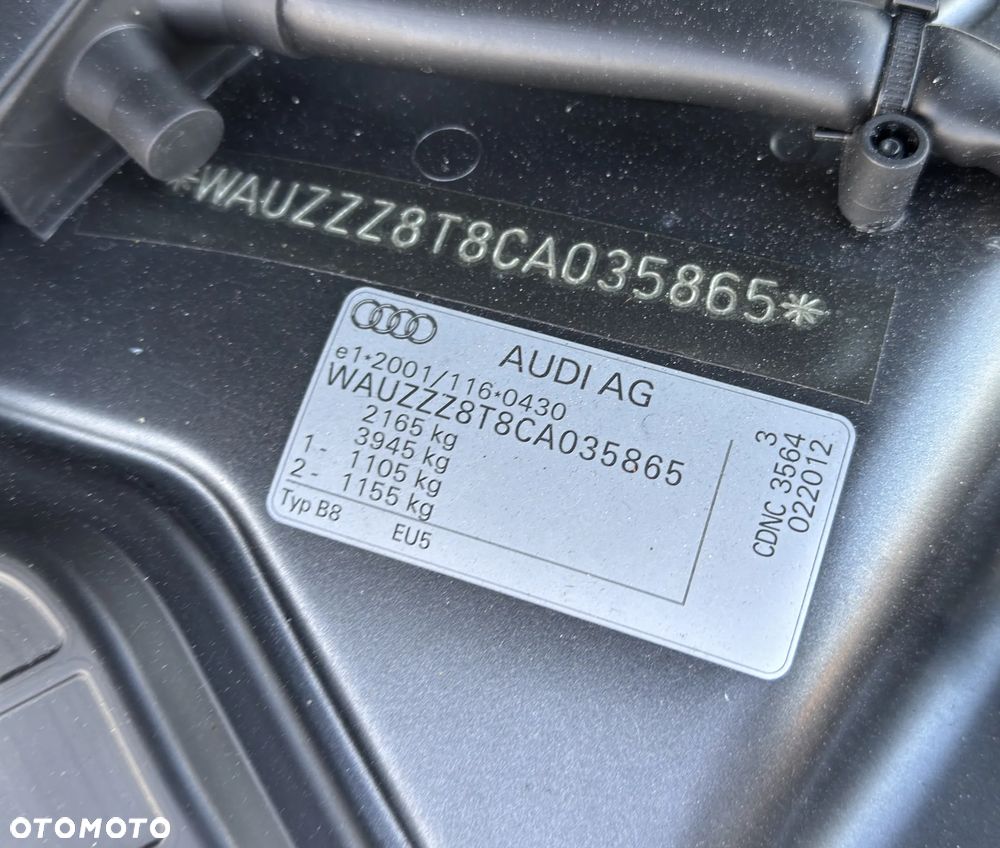 *WAUZZZ8T8CA035865*
AUDI AG
e1*2001/116*0430
WAUZZZ8T8CA035865
2165 kg
3945 kg
1- 1105 kg
2- 1155 kg
Typ B8 EU5
3
CDNC 3564
022012
OTOMOTO